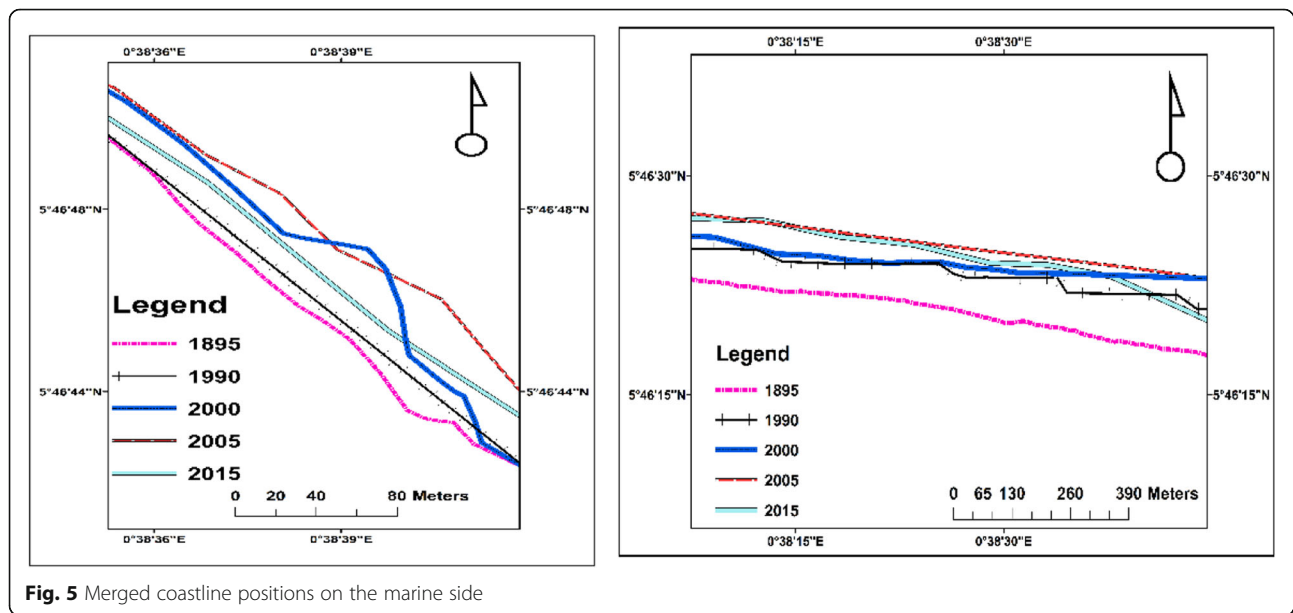 0°38'36"E 0°38'39"E
5°46'48"N 5°46'48"N
5°46'44"N 5°46'44"N
Legend
1895
1990
2000
2005
2015
0 20 40 80 Meters
0°38'36"E 0°38'39"E
0°38'15"E 0°38'30"E
5°46'30"N 5°46'30"N
5°46'15"N 5°46'15"N
Legend
1895
1990
2000
2005
2015
0 65 130 260 390 Meters
0°38'15"E 0°38'30"E
Fig. 5 Merged coastline positions on the marine side